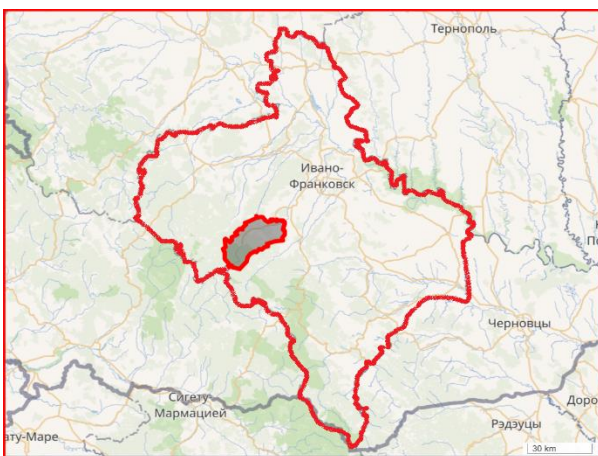 Тернополь
Ивано-
Франковск
Черновцы
Сигету-
Мармацией
Рэдэуцы
30 km